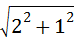 √(2² + 1²)